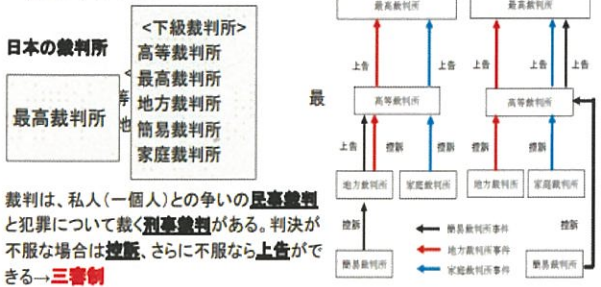 日本の裁判所
最高裁判所
<下級裁判所>
高等裁判所
最高裁判所
地方裁判所
簡易裁判所
家庭裁判所
裁判は、私人(一個人)との争いの民事裁判
と犯罪について裁く刑事裁判がある。判決が
不服な場合は控訴、さらに不服なら上告がで
きる→三審制
最
最高裁判所 最高裁判所
上告 上告 上告 上告
高等裁判所 高等裁判所
上告 控訴 控訴 控訴 控訴
地方裁判所 家庭裁判所 地方裁判所 家庭裁判所
控訴 控訴
簡易裁判所事件
地方裁判所事件
家庭裁判所事件
簡易裁判所 簡易裁判所